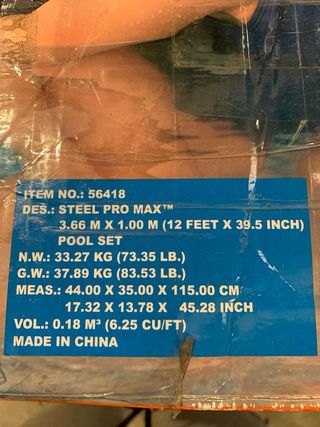 ITEM NO.: 56418
DES.: STEEL PRO MAX™
3.66 M X 1.00 M (12 FEET X 39.5 INCH)
POOL SET
N.W.: 33.27 KG (73.35 LB.)
G.W.: 37.89 KG (83.53 LB.)
MEAS.: 44.00 X 35.00 X 115.00 CM
17.32 X 13.78 X 45.28 INCH
VOL.: 0.18 M³ (6.25 CU/FT)
MADE IN CHINA